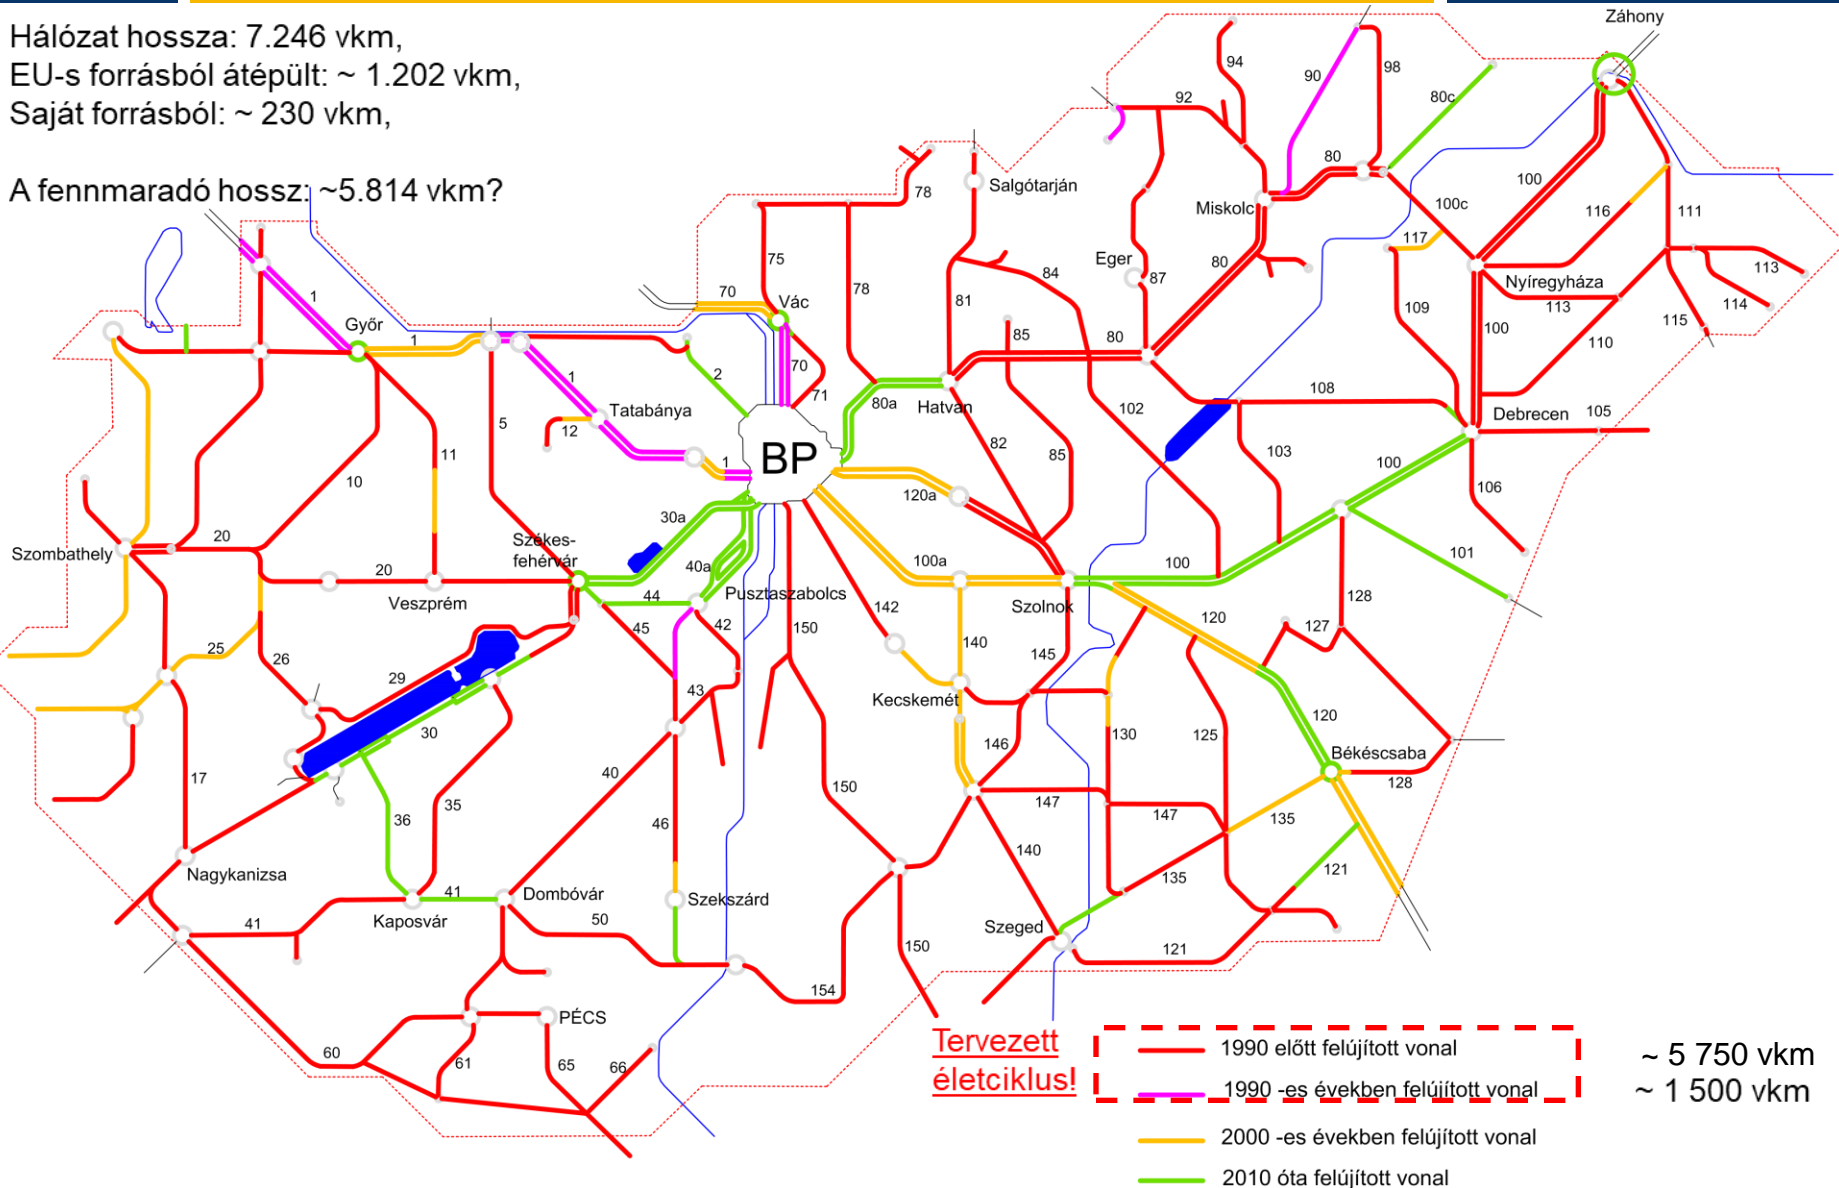 Hálózat hossza: 7.246 vkm,
EU-s forrásból átépült: ~ 1.202 vkm,
Saját forrásból: ~ 230 vkm,
A fennmaradó hossz: ~5.814 vkm?
Záhony
94
90
98
80c
92
80
100
100c
116
111
117
78
Salgótarján
Miskolc
Eger
87
80
84
75
78
81
109
Nyíregyháza
113
113
114
115
110
100
70
Vác
1
Győr
1
70
71
2
80a
Hatvan
85
80
102
108
Debrecen
105
5
1
Tatabánya
12
1
BP
82
85
103
100
106
11
10
120a
30a
Székes-
fehérvár
40a
100a
100
101
Szombathely
20
20
Veszprém
44
Pusztaszabolcs
142
Szolnok
120
128
127
45
42
150
140
145
25
26
29
43
Kecskemét
30
120
130
125
146
Békéscsaba
128
17
40
35
36
150
147
147
135
46
140
135
121
Nagykanizsa
41
Kaposvár
41
Dombóvár
Szekszárd
50
Szeged
150
121
154
PÉCS
60
61
65
66
Tervezett
életciklus!
1990 előtt felújított vonal
~ 5 750 vkm
1990 -es években felújított vonal
~ 1 500 vkm
2000 -es években felújított vonal
2010 óta felújított vonal